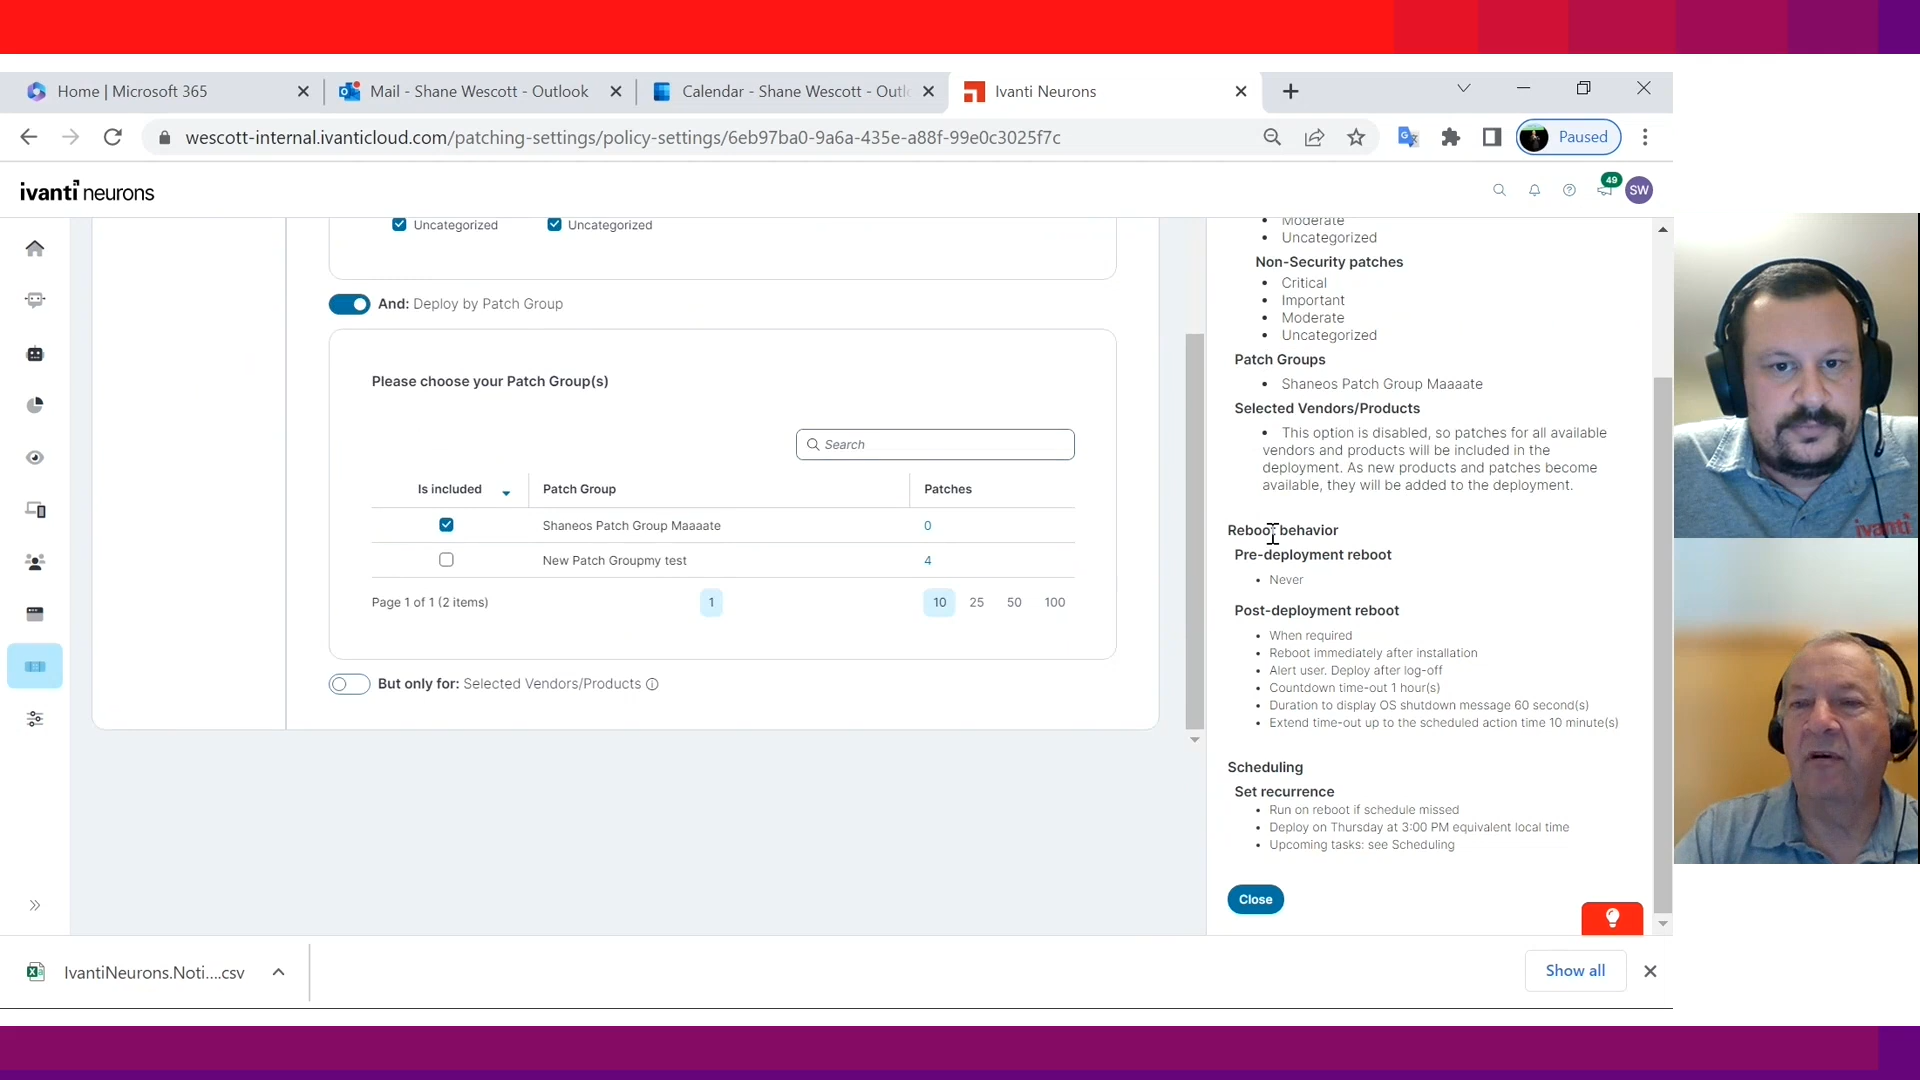 Home | Microsoft 365
Mail - Shane Wescott - Outlook
Calendar - Shane Wescott - Outlo
Ivanti Neurons
wescott-internal.ivanticloud.com/patching-settings/policy-settings/6eb97ba0-9a6a-435e-a88f-99e0c3025f7c
Paused
ivanti neurons
49
SW
Uncategorized
Uncategorized
And: Deploy by Patch Group
Please choose your Patch Group(s)
Search
Is included
Patch Group
Patches
Shaneos Patch Group Maaaate
0
New Patch Groupmy test
4
Page 1 of 1 (2 items)
1
10
25
50
100
But only for: Selected Vendors/Products
Moderate
Uncategorized
Non-Security patches
Critical
Important
Moderate
Uncategorized
Patch Groups
Shaneos Patch Group Maaaate
Selected Vendors/Products
This option is disabled, so patches for all available
vendors and products will be included in the
deployment. As new products and patches become
available, they will be added to the deployment.
Reboot behavior
Pre-deployment reboot
Never
Post-deployment reboot
When required
Reboot immediately after installation
Alert user. Deploy after log-off
Countdown time-out 1 hour(s)
Duration to display OS shutdown message 60 second(s)
Extend time-out up to the scheduled action time 10 minute(s)
Scheduling
Set recurrence
Run on reboot if schedule missed
Deploy on Thursday at 3:00 PM equivalent local time
Upcoming tasks: see Scheduling
Close
ivanti
IvantiNeurons.Noti....csv
Show all